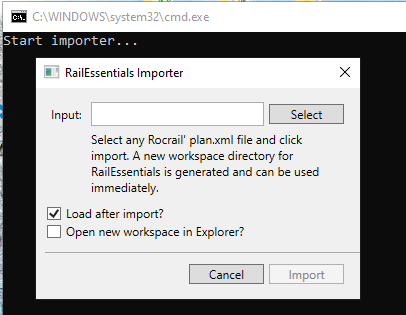 C:\WINDOWS\system32\cmd.exe
Start importer...
RailEssentials Importer
Input: Select
Select any Rocrail' plan.xml file and click
import. A new workspace directory for
RailEssentials is generated and can be used
immediately.
Load after import?
Open new workspace in Explorer?
Cancel Import